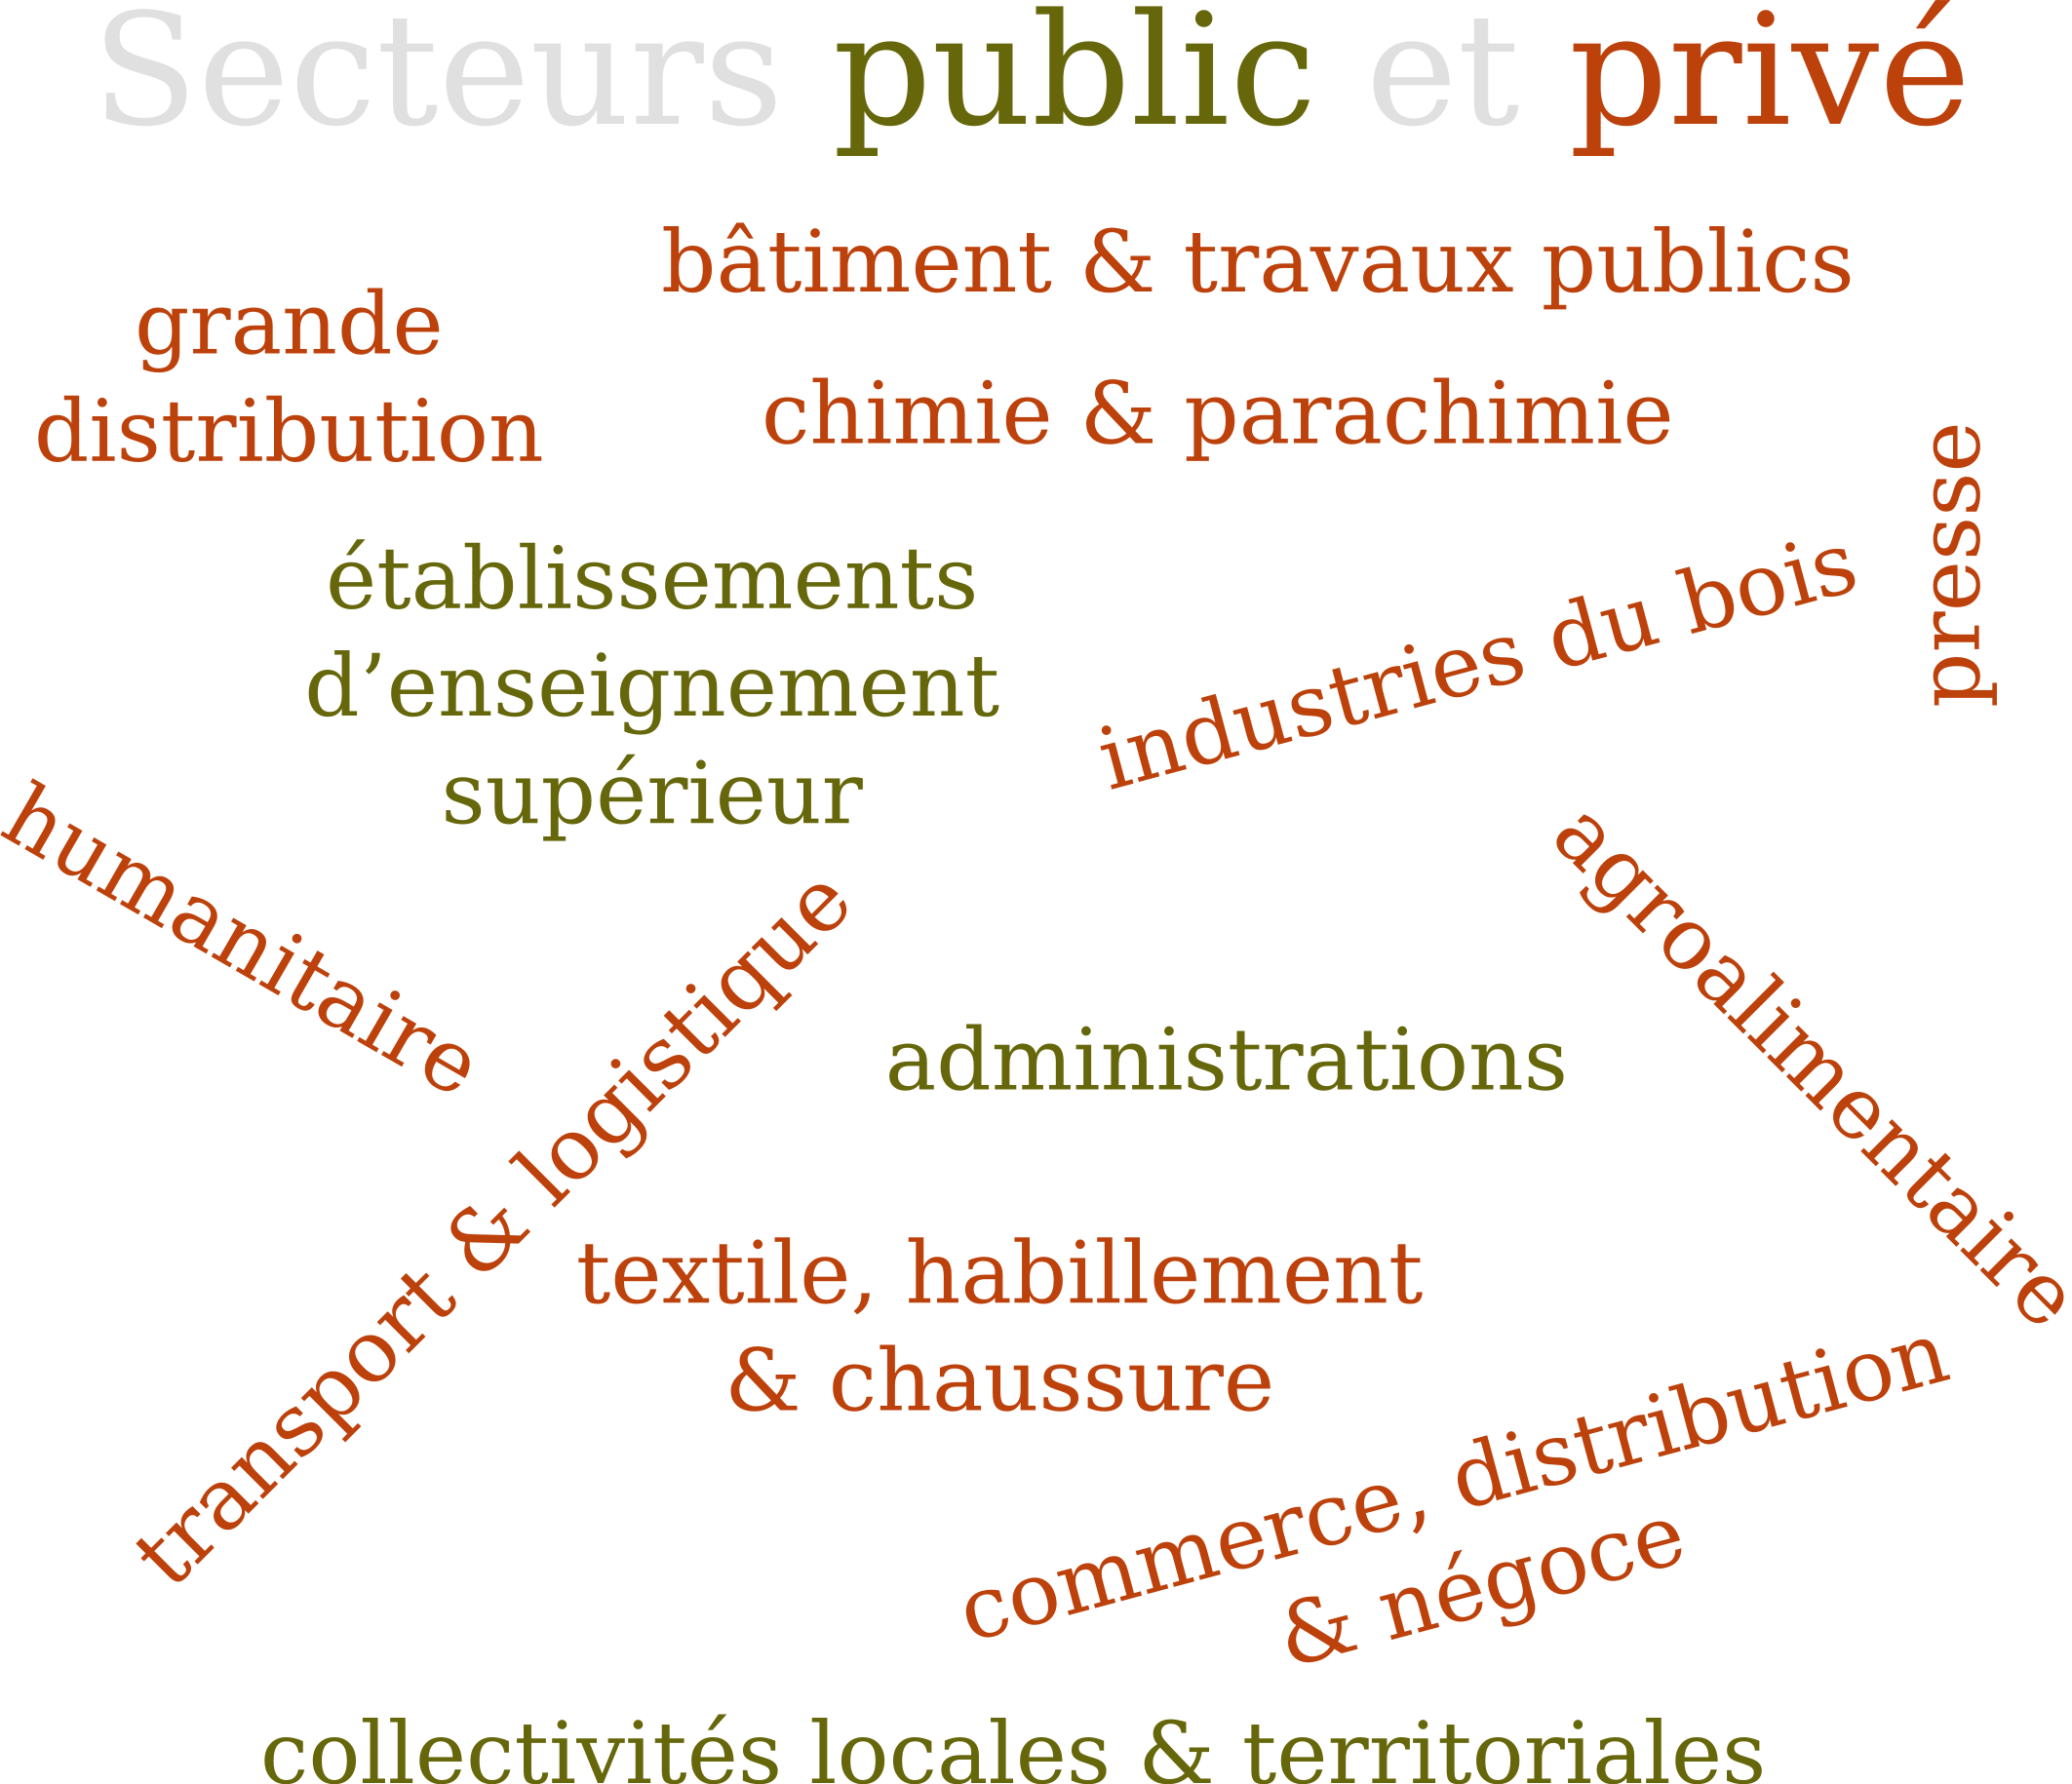 Secteurs public et privé
bâtiment & travaux publics
grande
distribution
chimie & parachimie
presse
établissements
d’enseignement
supérieur
industries du bois
humanitaire
transport & logistique
agroalimentaire
administrations
textile, habillement
& chaussure
commerce, distribution
& négoce
collectivités locales & territoriales